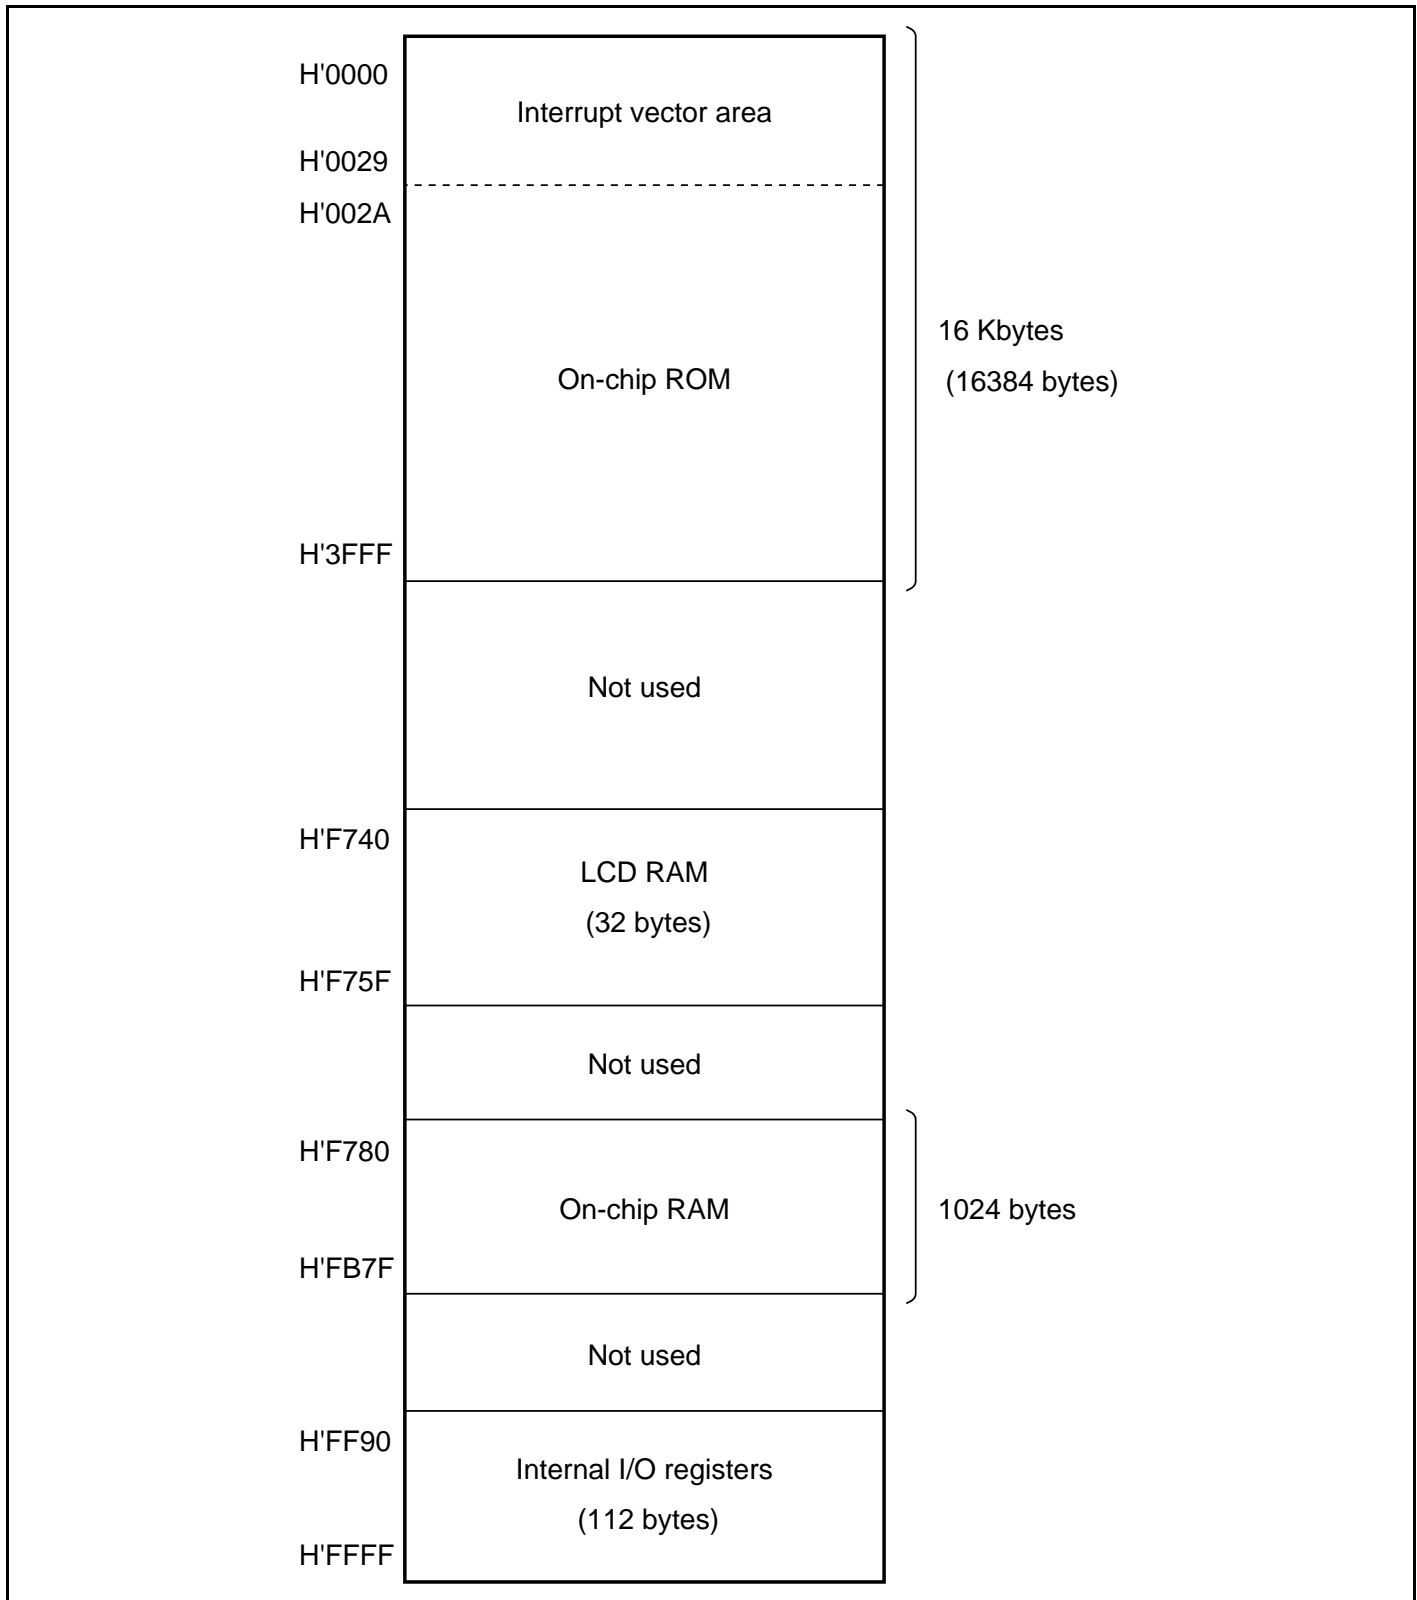 H'0000
Interrupt vector area
H'0029
H'002A
16 Kbytes
(16384 bytes)
On-chip ROM
H'3FFF
Not used
H'F740
LCD RAM
(32 bytes)
H'F75F
Not used
H'F780
On-chip RAM
1024 bytes
H'FB7F
Not used
H'FF90
Internal I/O registers
(112 bytes)
H'FFFF